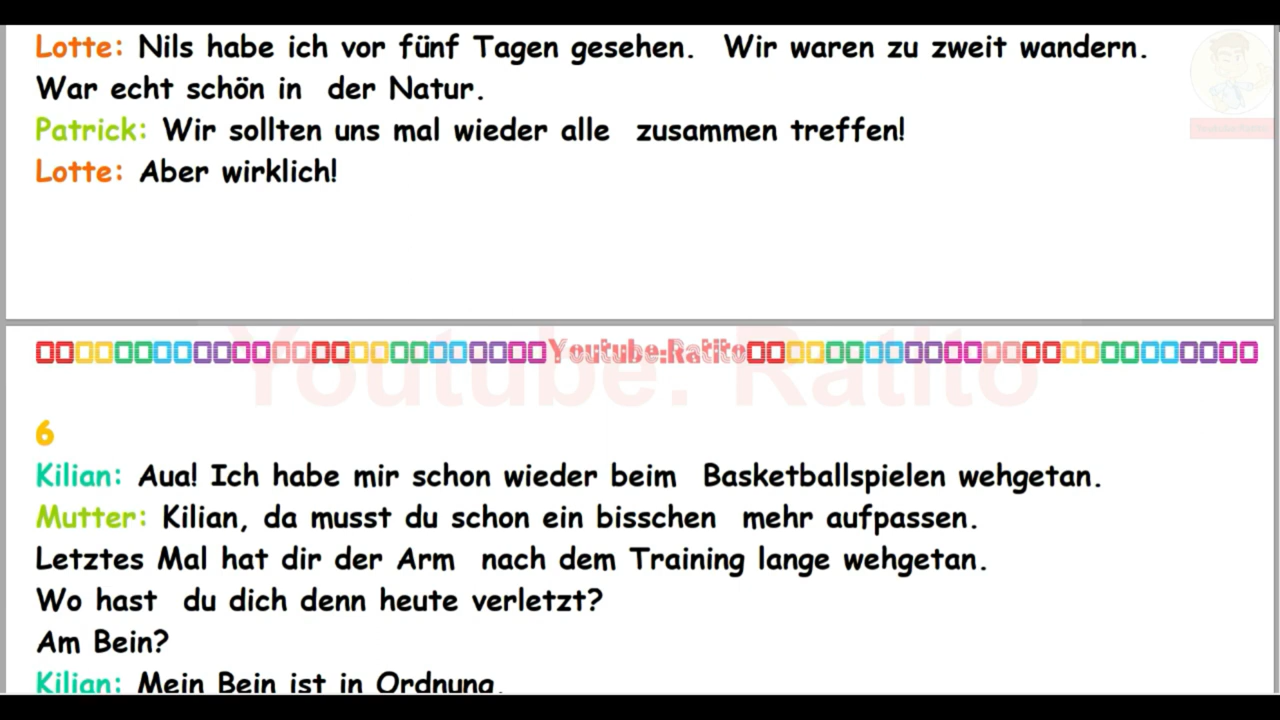 Lotte: Nils habe ich vor fünf Tagen gesehen. Wir waren zu zweit wandern.
War echt schön in der Natur.
Patrick: Wir sollten uns mal wieder alle zusammen treffen!
Lotte: Aber wirklich!
Youtube:Ratito
Youtube: Ratito
6
Kilian: Aua! Ich habe mir schon wieder beim Basketballspielen wehgetan.
Mutter: Kilian, da musst du schon ein bisschen mehr aufpassen.
Letztes Mal hat dir der Arm nach dem Training lange wehgetan.
Wo hast du dich denn heute verletzt?
Am Bein?
Kilian: Mein Bein ist in Ordnung.